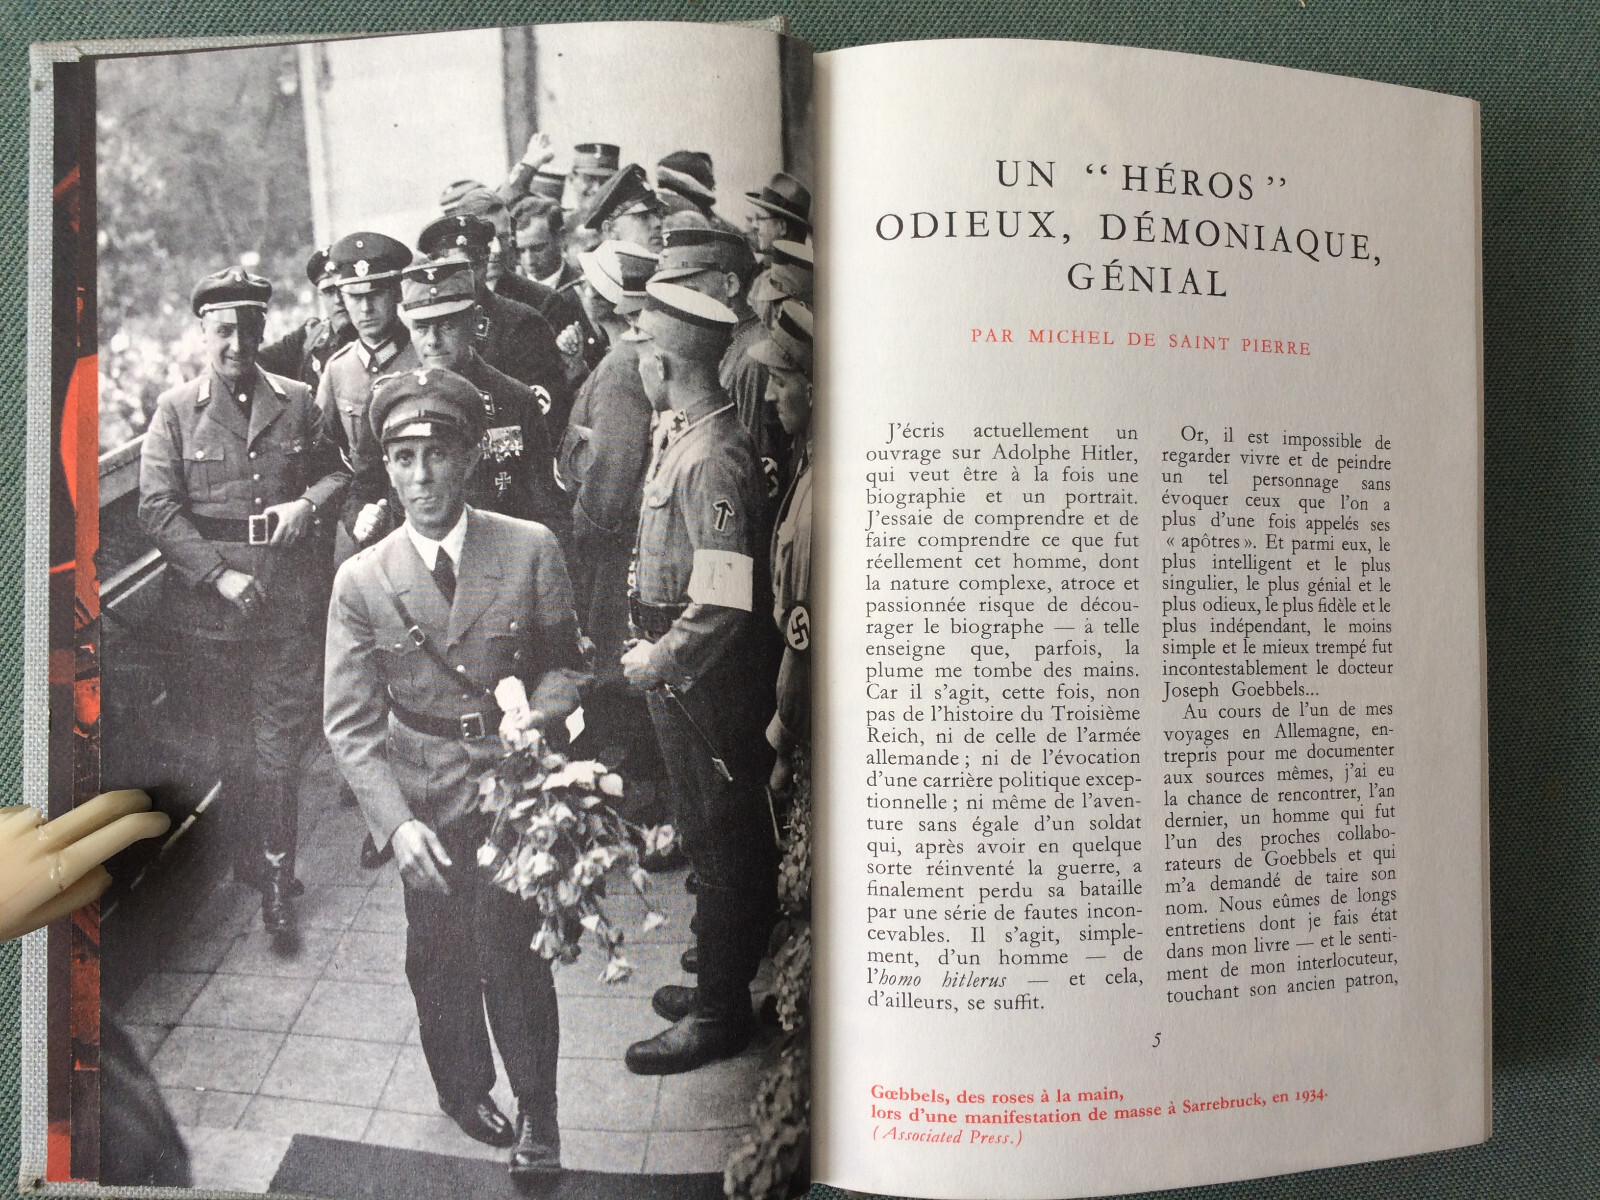 UN “HÉROS”
ODIEUX, DÉMONIAQUE,
GÉNIAL
PAR MICHEL DE SAINT PIERRE
J’écris actuellement un
ouvrage sur Adolphe Hitler,
qui veut être à la fois une
biographie et un portrait.
J’essaie de comprendre et de
faire comprendre ce que fut
réellement cet homme, dont
la nature complexe, atroce et
passionnée risque de décou-
rager le biographe — à telle
enseigne que, parfois, la
plume me tombe des mains.
Car il s’agit, cette fois, non
pas de l’histoire du Troisième
Reich, ni de celle de l’armée
allemande ; ni de l’évocation
d’une carrière politique excep-
tionnelle ; ni même de l’aven-
ture sans égale d’un soldat
qui, après avoir en quelque
sorte réinventé la guerre, a
finalement perdu sa bataille
par une série de fautes incon-
cevables. Il s’agit, simple-
ment, d’un homme — de
l’homo hitlerus — et cela,
d’ailleurs, se suffit.
Or, il est impossible de
regarder vivre et de peindre
un tel personnage sans
évoquer ceux que l’on a
plus d’une fois appelés ses
« apôtres ». Et parmi eux, le
plus intelligent et le plus
singulier, le plus génial et le
plus odieux, le plus fidèle et le
plus indépendant, le moins
simple et le mieux trempé fut
incontestablement le docteur
Joseph Goebbels...
Au cours de l’un de mes
voyages en Allemagne, en-
trepris pour me documenter
aux sources mêmes, j’ai eu
la chance de rencontrer, l’an
dernier, un homme qui fut
l’un des proches collabo-
rateurs de Goebbels et qui
m’a demandé de taire son
nom. Nous eûmes de longs
entretiens dont je fais état
dans mon livre — et le senti-
ment de mon interlocuteur,
touchant son ancien patron,
5
Gœbbels, des roses à la main,
lors d’une manifestation de masse à Sarrebruck, en 1934.
(Associated Press.)